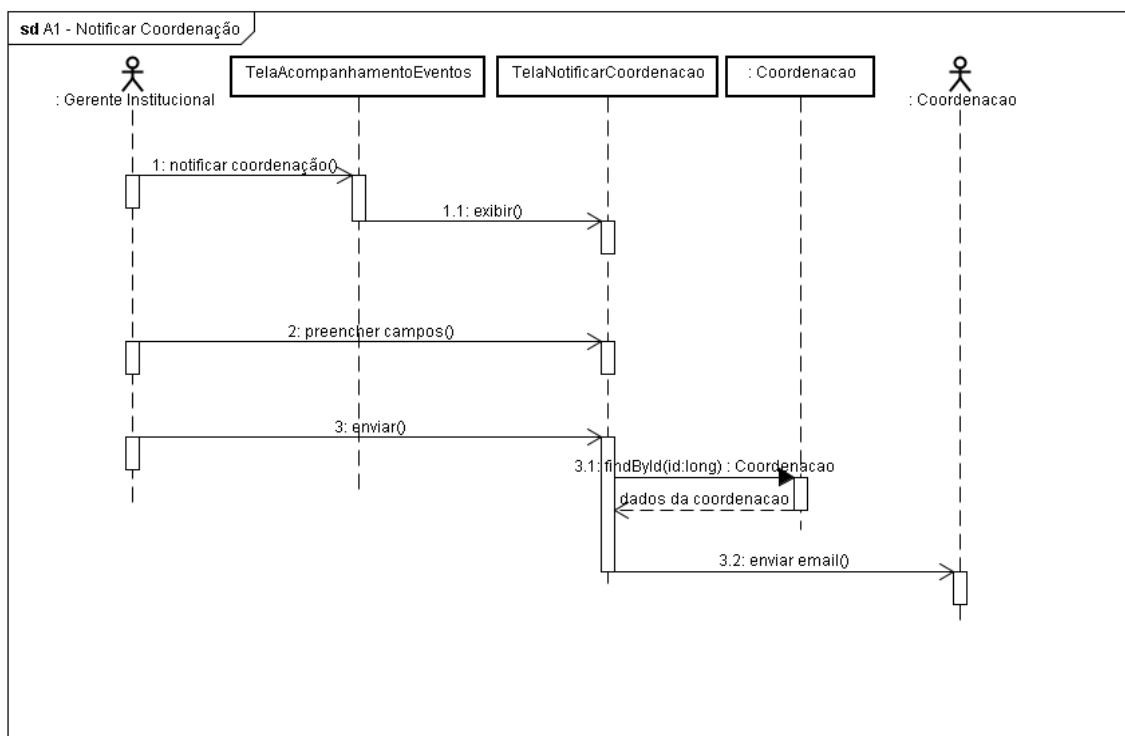 sd A1 - Notificar Coordenação
TelaAcompanhamentoEventos
TelaNotificarCoordenacao
: Coordenacao
: Gerente Institucional
: Coordenacao
1: notificar coordenação()
1.1: exibir()
2: preencher campos()
3: enviar()
3.1: findById(id:long) : Coordenacao
dados da coordenacao
3.2: enviar email()